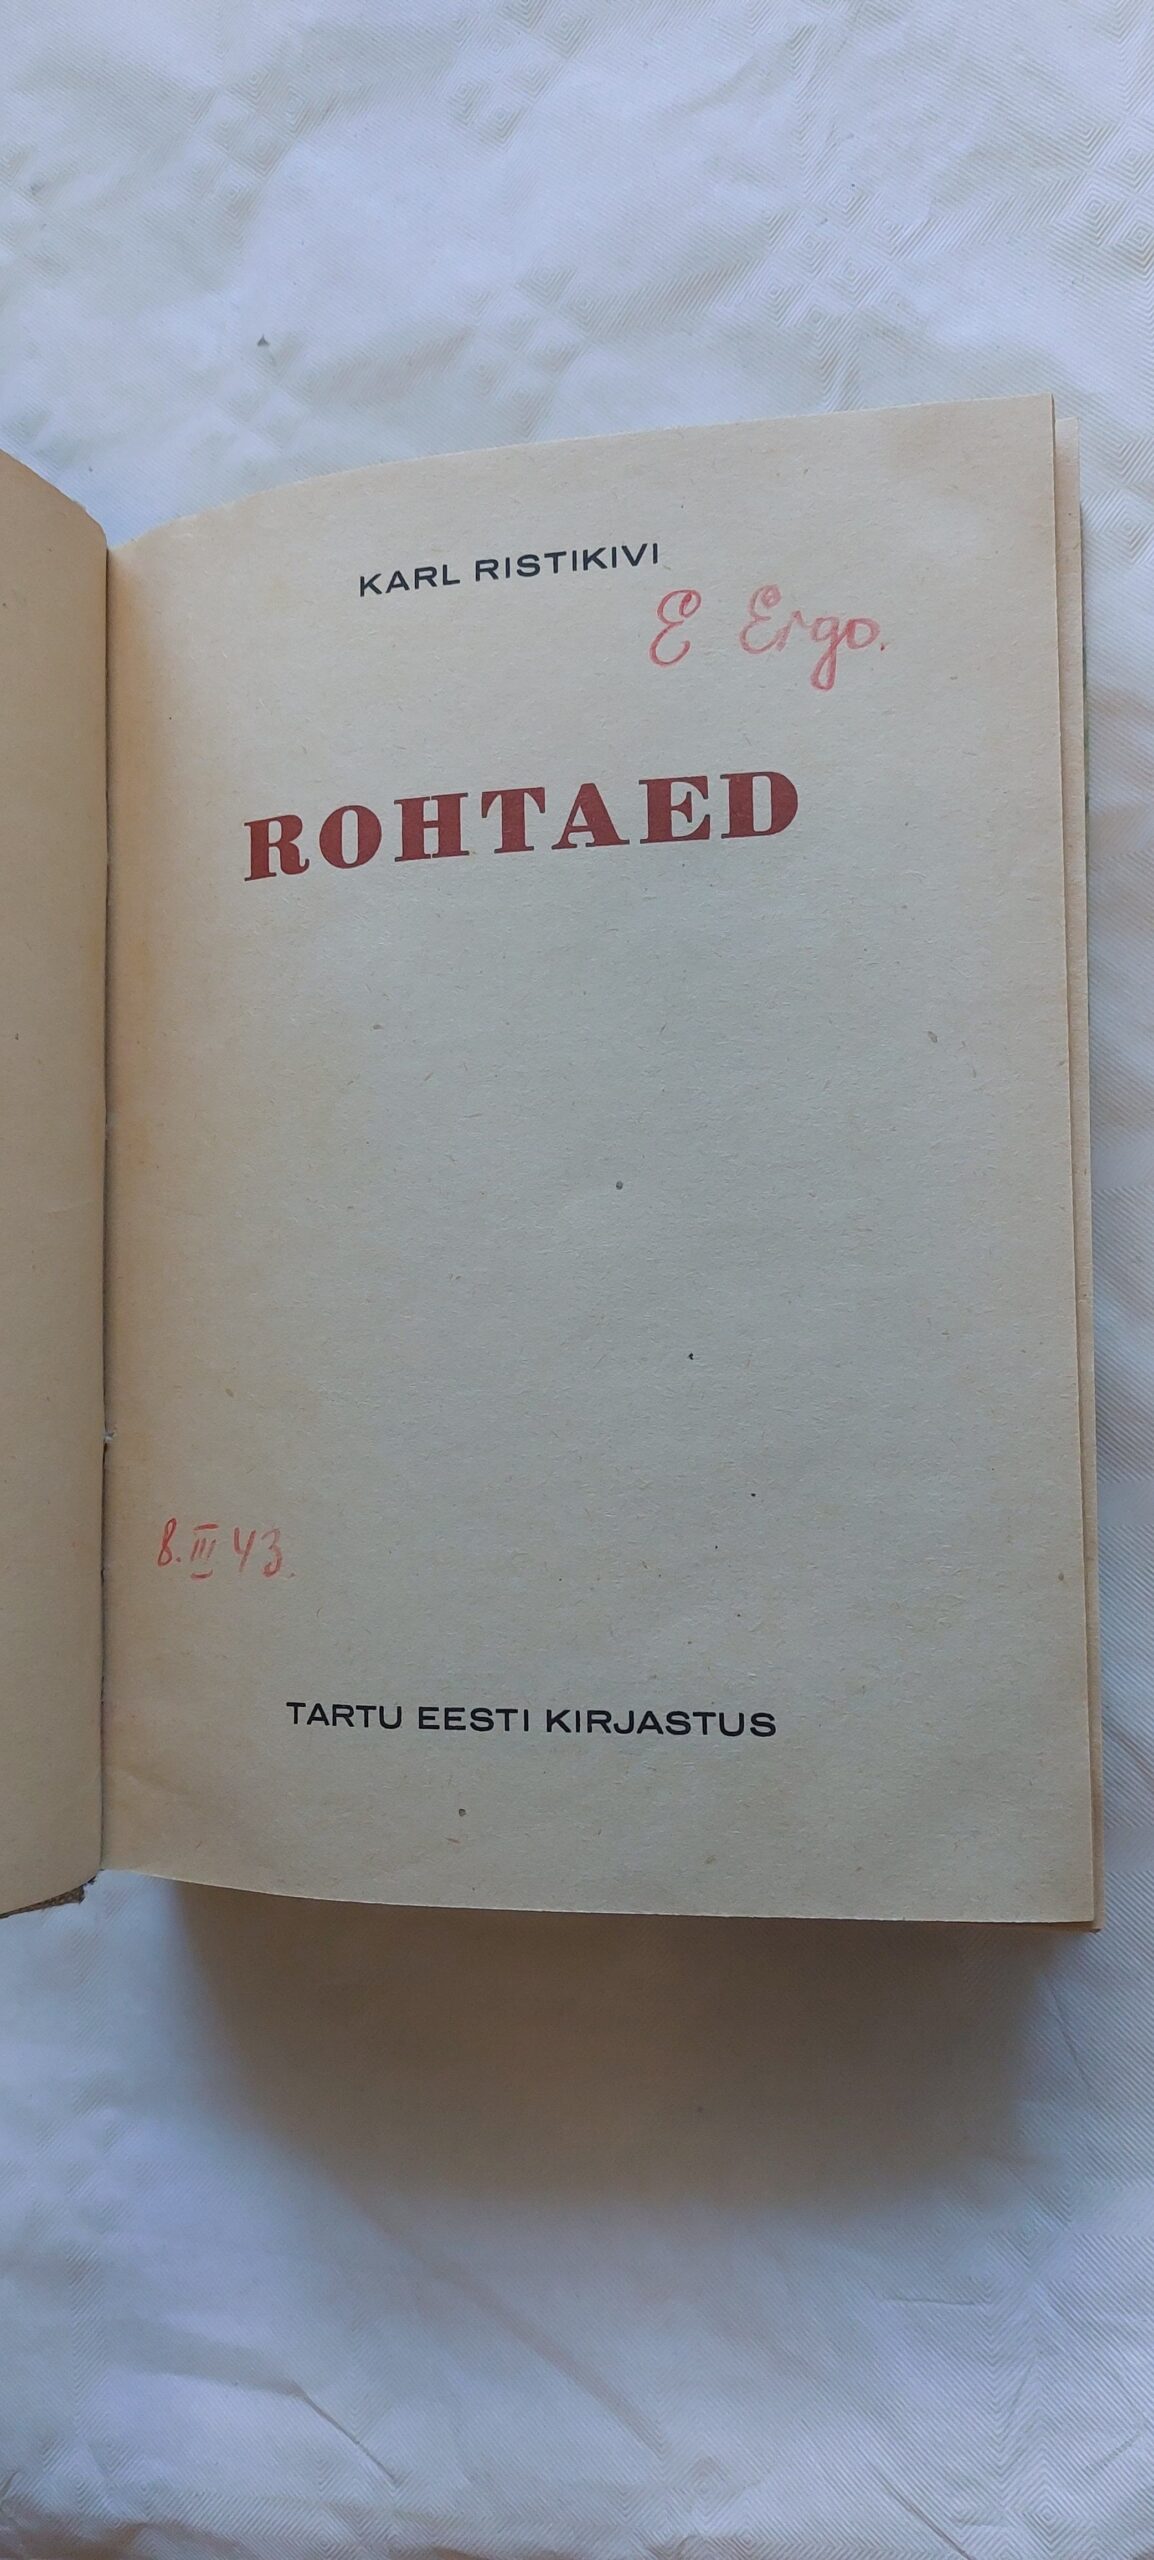 KARL RISTIKIVI
E Ergo.
ROHTAED
8. III 43.
TARTU EESTI KIRJASTUS